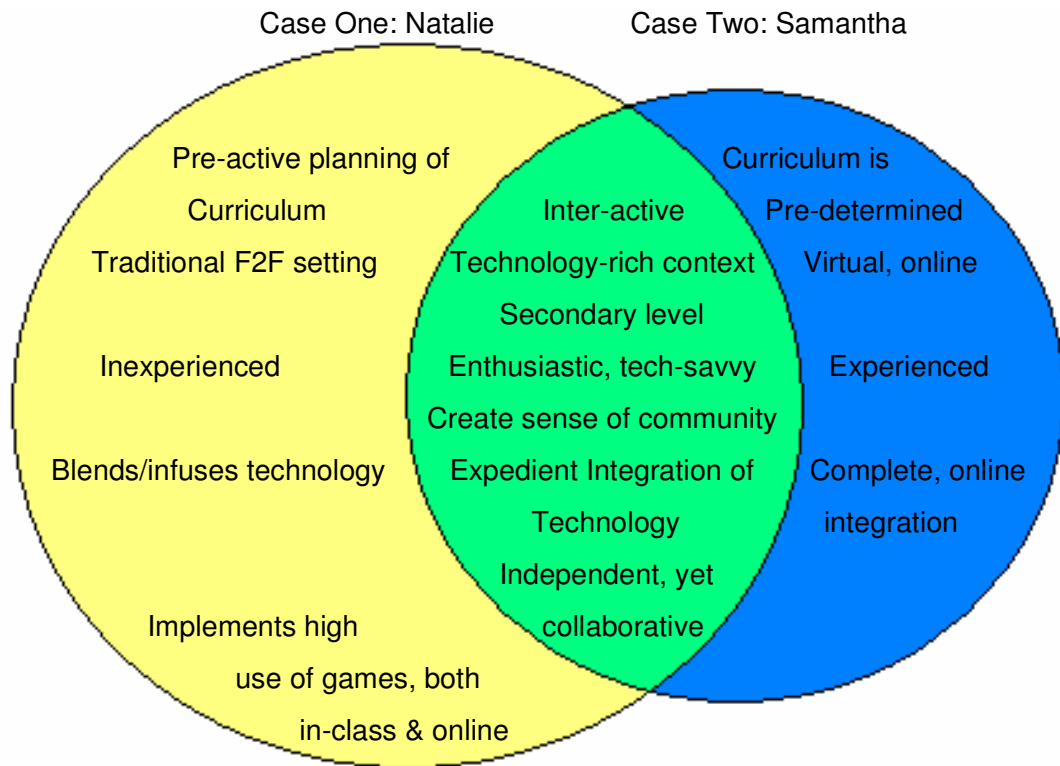 Case One: Natalie
Case Two: Samantha
Pre-active planning of
Curriculum
Traditional F2F setting
Inexperienced
Blends/infuses technology
Implements high
use of games, both
in-class & online
Inter-active
Technology-rich context
Secondary level
Enthusiastic, tech-savvy
Create sense of community
Expedient Integration of
Technology
Independent, yet
collaborative
Curriculum is
Pre-determined
Virtual, online
Experienced
Complete, online
integration